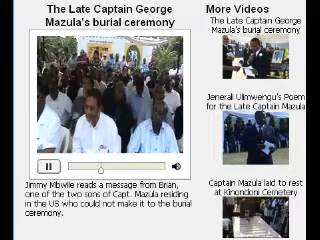 The Late Captain George
Mazula's burial ceremony
Jimmy Mbwile reads a message from Brian,
one of the two sons of Capt. Mazula residing
in the US who could not make it to the burial
ceremony.
More Videos
The Late Captain George
Mazula's burial ceremony
Jenerali Ulimwengu's Poem
for the Late Captain Mazula
Captain Mazula laid to rest
at Kinondoni Cemetery